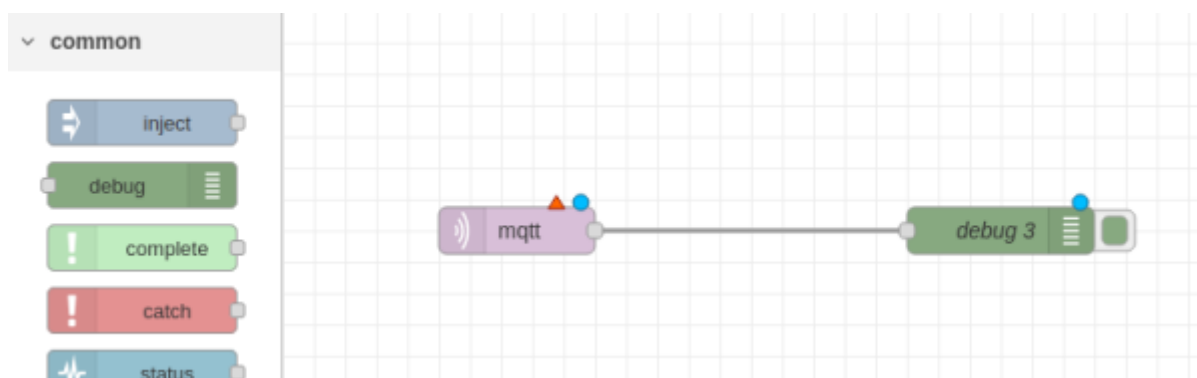 common
inject
debug
complete
catch
status
mqtt
debug 3